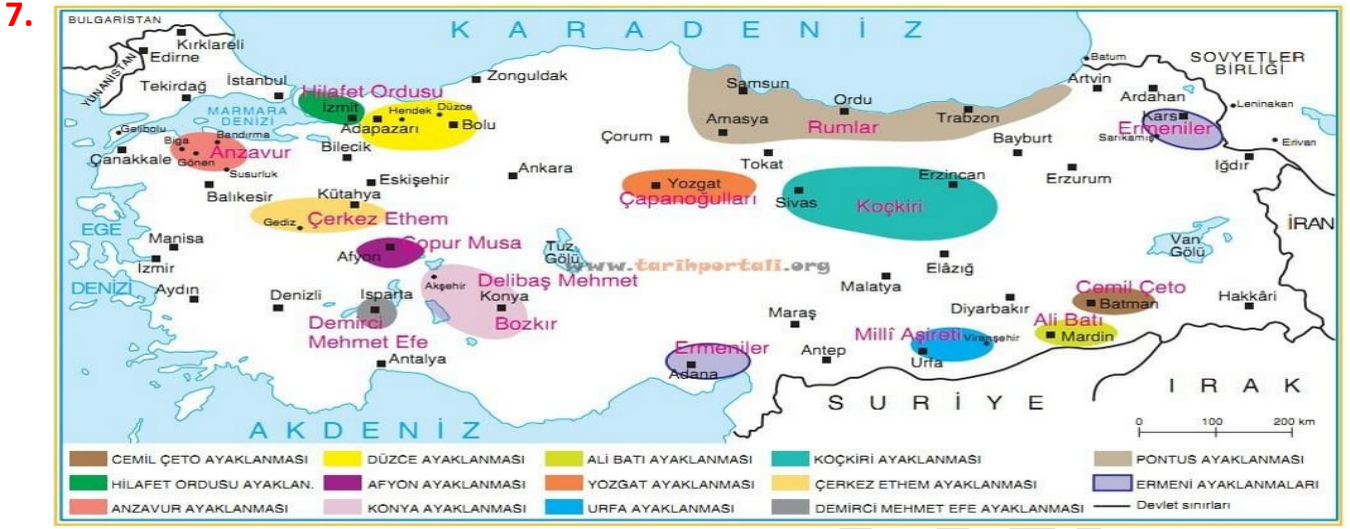 7.
BULGARİSTAN
K A R A D E N İ Z
Kırklareli
Edirne
YUNANİSTAN
Tekirdağ
İstanbul
Zonguldak
Batum
SOVYETLER
BİRLİĞİ
Artvin
Ardahan
Leninakan
Hilafet Ordusu
İzmit
Hendek
Düzce
Adapazarı
Bolu
MARMARA
DENİZİ
Samsun
Ordu
Trabzon
Amasya
Rumlar
Kars
Ermeniler
Sarıkamış
Erivan
Gelibolu
Biga
Bandırma
Çanakkale
Gönen
Anzavur
Susurluk
Bilecik
Çorum
Tokat
Bayburt
Iğdır
Balıkesir
Eskişehir
Ankara
Yozgat
Çapanoğulları
Sivas
Erzincan
Koçkiri
Erzurum
Kütahya
Gediz
Çerkez Ethem
EGE
DENİZİ
Manisa
İzmir
Afyon
Çopur Musa
Tuz
Gölü
www.tarihportali.org
Van
Gölü
İRAN
Elâzığ
Aydın
Denizli
Isparta
Akşehir
Delibaş Mehmet
Konya
Bozkır
Malatya
Diyarbakır
Cemil Çeto
Batman
Hakkâri
Demirci
Mehmet Efe
Maraş
Millî Aşireti
Viranşehir
Urfa
Ali Batı
Mardin
Antalya
Ermeniler
Adana
Antep
S U R İ Y E
I R A K
A K D E N İ Z
0 100 200 km
CEMİL ÇETO AYAKLANMASI
DÜZCE AYAKLANMASI
ALİ BATI AYAKLANMASI
KOÇKİRİ AYAKLANMASI
PONTUS AYAKLANMASI
HİLAFET ORDUSU AYAKLAN.
AFYON AYAKLANMASI
YOZGAT AYAKLANMASI
ÇERKEZ ETHEM AYAKLANMASI
ERMENİ AYAKLANMALARI
ANZAVUR AYAKLANMASI
KONYA AYAKLANMASI
URFA AYAKLANMASI
DEMİRCİ MEHMET EFE AYAKLANMASI
Devlet sınırları